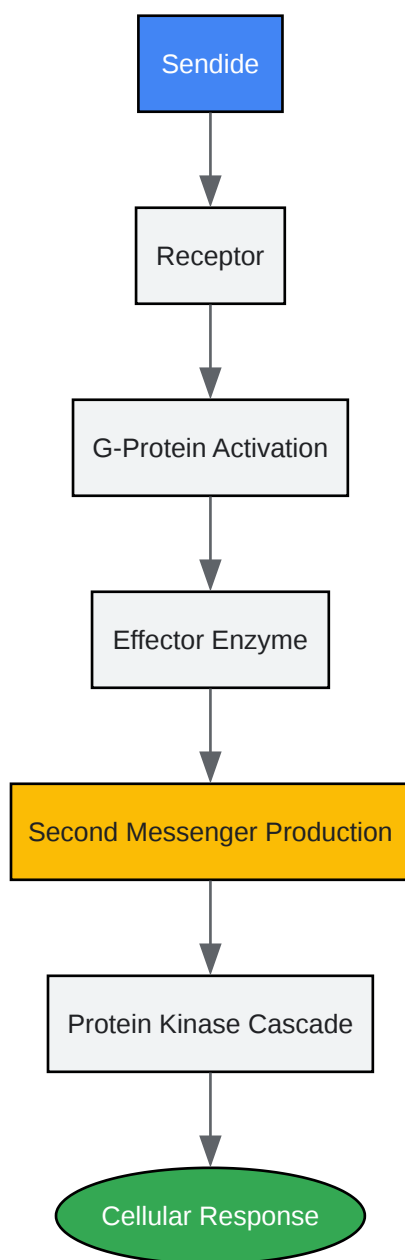 Sendide
Receptor
G-Protein Activation
Effector Enzyme
Second Messenger Production
Protein Kinase Cascade
Cellular Response